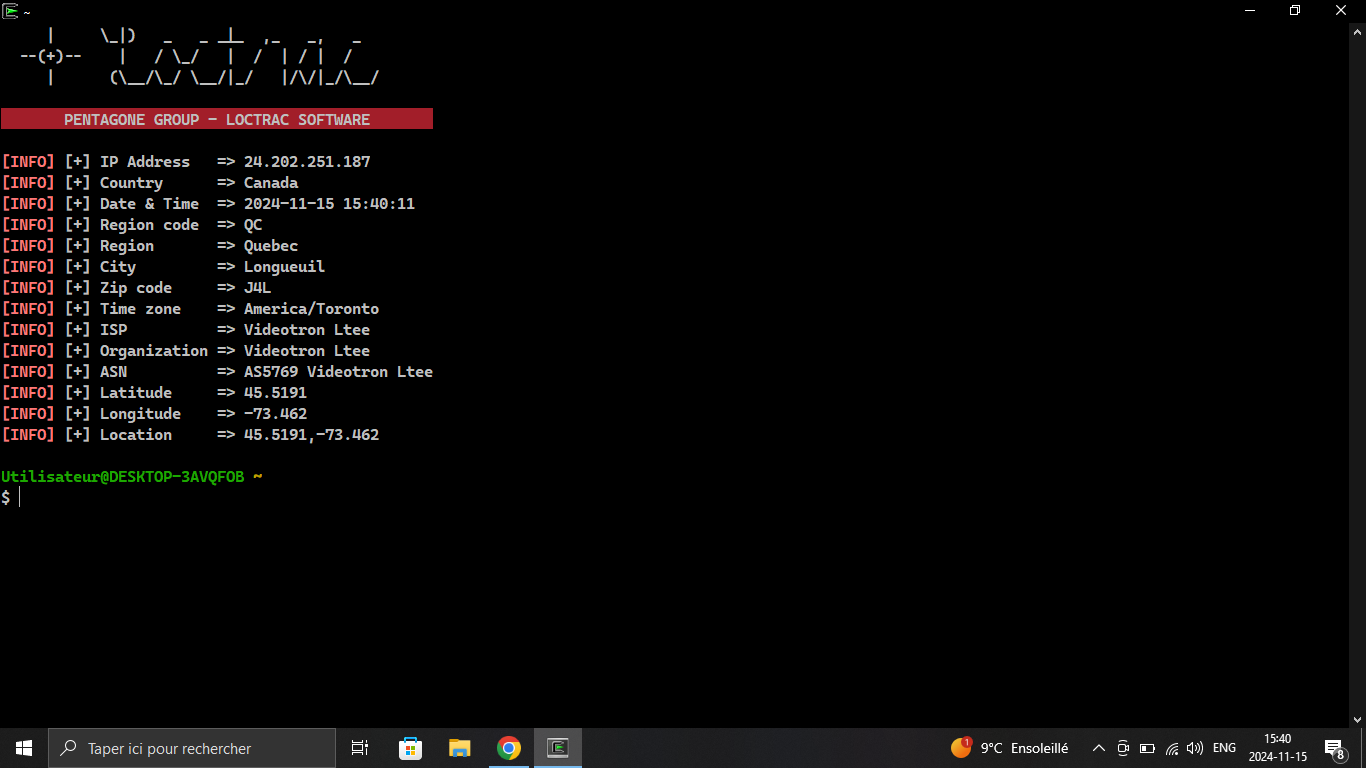 ~
PENTAGONE GROUP - LOCTRAC SOFTWARE
[INFO] [+] IP Address   => 24.202.251.187
[INFO] [+] Country      => Canada
[INFO] [+] Date & Time  => 2024-11-15 15:40:11
[INFO] [+] Region code  => QC
[INFO] [+] Region       => Quebec
[INFO] [+] City         => Longueuil
[INFO] [+] Zip code     => J4L
[INFO] [+] Time zone    => America/Toronto
[INFO] [+] ISP          => Videotron Ltee
[INFO] [+] Organization => Videotron Ltee
[INFO] [+] ASN          => AS5769 Videotron Ltee
[INFO] [+] Latitude     => 45.5191
[INFO] [+] Longitude    => -73.462
[INFO] [+] Location     => 45.5191,-73.462
Utilisateur@DESKTOP-3AVQFOB ~
$
Taper ici pour rechercher
1
9°C Ensoleillé
ENG
15:40
2024-11-15
8